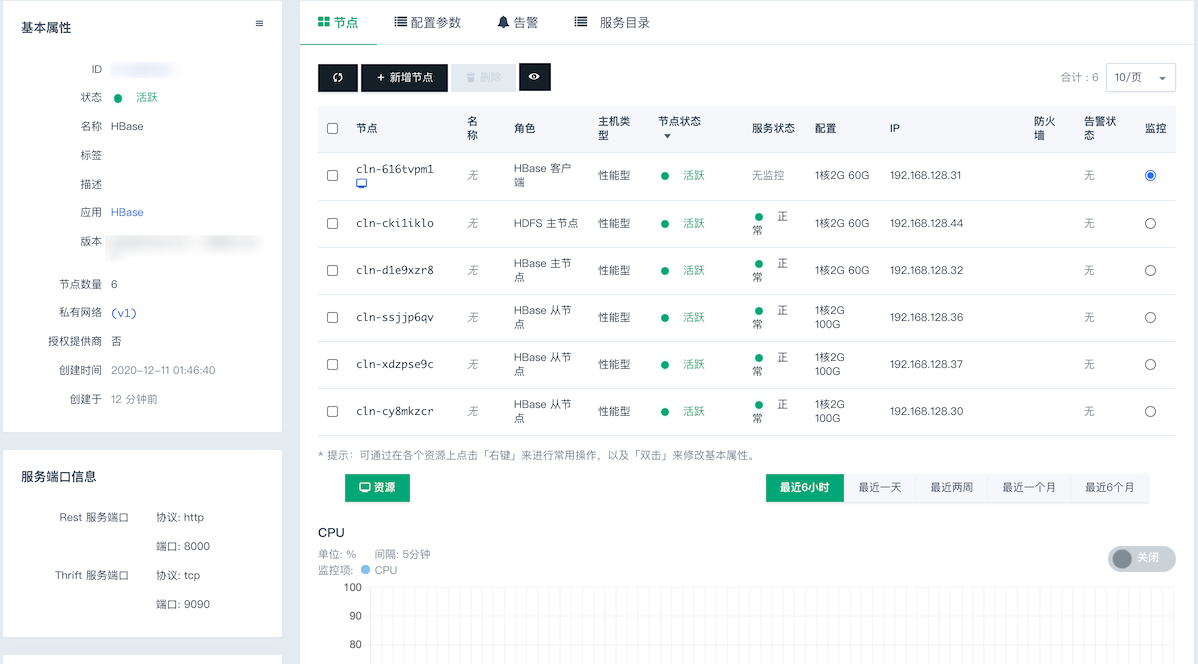 基本属性
ID
状态 活跃
名称 HBase
标签
描述
应用 HBase
版本
节点数量 6
私有网络 (v1)
授权提供商 否
创建时间 2020-12-11 01:46:40
创建于 12 分钟前
服务端口信息
Rest 服务端口 协议: http
端口: 8000
Thrift 服务端口 协议: tcp
端口: 9090
节点 配置参数 告警 服务目录
+ 新增节点 删除 合计：6 10/页
节点 名称 角色 主机类型 节点状态 服务状态 配置 IP 防火墙 告警状态 监控
cln-616tvpm1 无 HBase 客户端 性能型 活跃 无监控 1核2G 60G 192.168.128.31 无
cln-cki1iklo 无 HDFS 主节点 性能型 活跃 正常 1核2G 60G 192.168.128.44 无
cln-d1e9xzr8 无 HBase 主节点 性能型 活跃 正常 1核2G 60G 192.168.128.32 无
cln-ssjjp6qv 无 HBase 从节点 性能型 活跃 正常 1核2G 100G 192.168.128.36 无
cln-xdzpse9c 无 HBase 从节点 性能型 活跃 正常 1核2G 100G 192.168.128.37 无
cln-cy8mkzcr 无 HBase 从节点 性能型 活跃 正常 1核2G 100G 192.168.128.30 无
* 提示：可通过在各个资源上点击「右键」来进行常用操作，以及「双击」来修改基本属性。
资源 最近6小时 最近一天 最近两周 最近一个月 最近6个月
CPU
单位: % 间隔: 5分钟
监控项: CPU
关闭
100
90
80